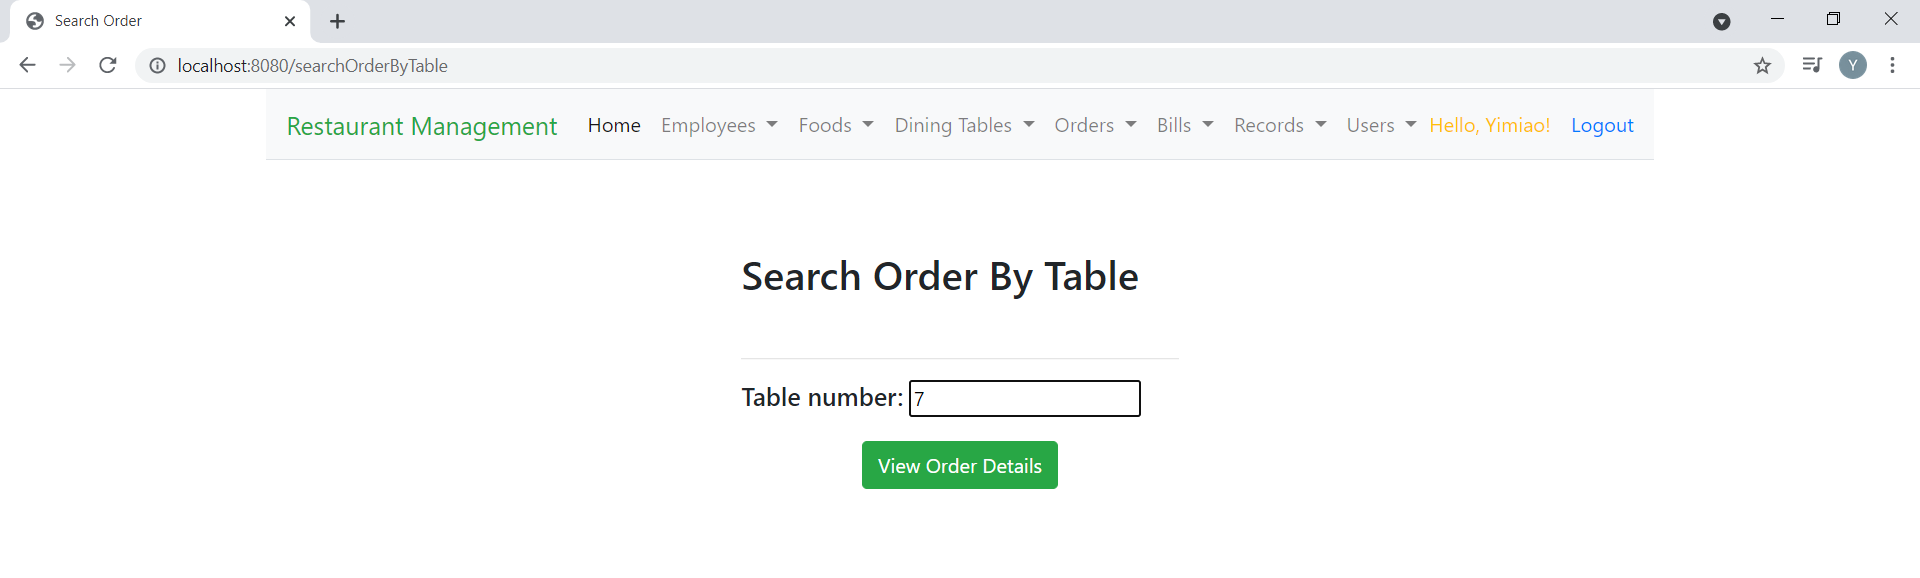 Search Order
localhost:8080/searchOrderByTable
Y
Restaurant Management Home Employees Foods Dining Tables Orders Bills Records Users Hello, Yimiao! Logout
Search Order By Table
Table number: 7
View Order Details